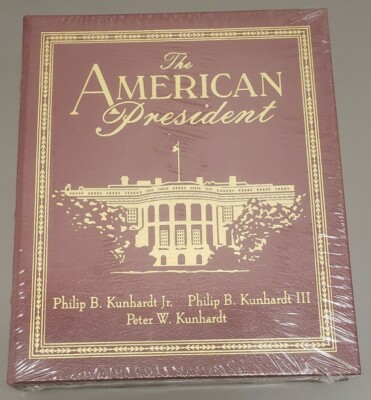 The
AMERICAN
President
Philip B. Kunhardt Jr. Philip B. Kunhardt III
Peter W. Kunhardt